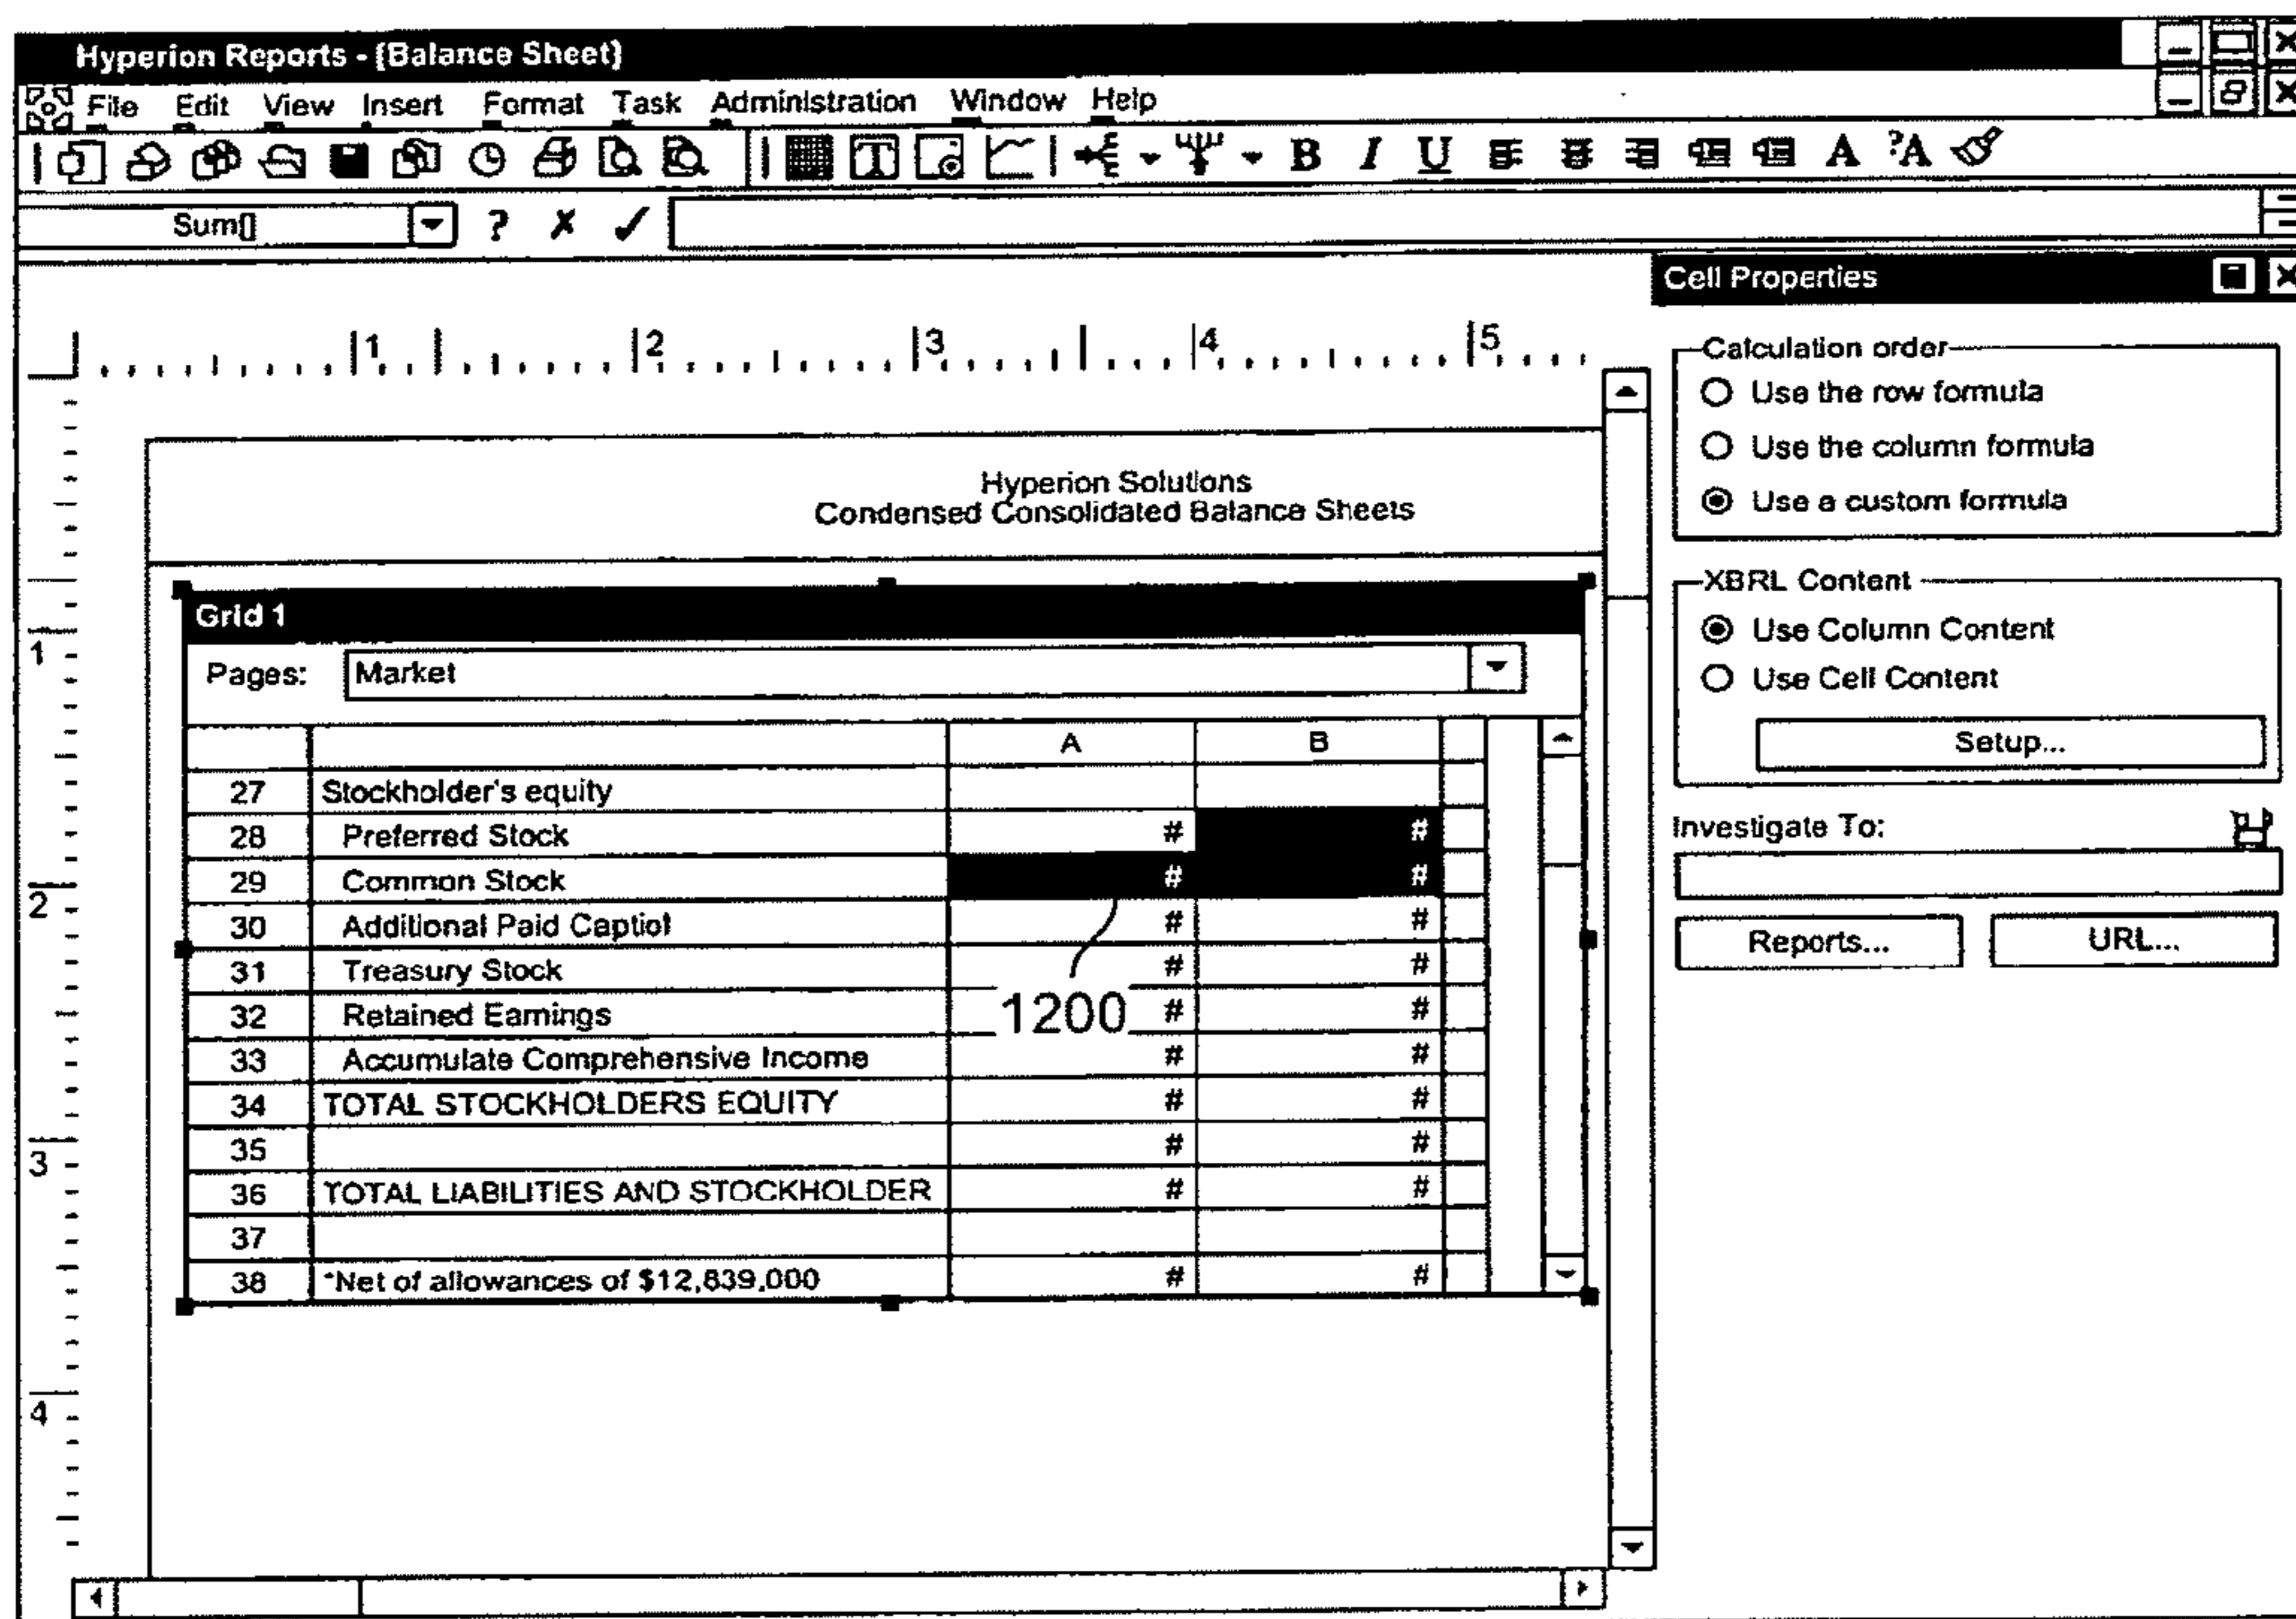 Hyperion Reports - {Balance Sheet}
File Edit View Insert Format Task Administration Window Help
T B I U A ?A
Sum[] ? ✗ ✓
Cell Properties
1 2 3 4 5
Calculation order
Use the row formula
Use the column formula
Use a custom formula
Hyperion Solutions
Condensed Consolidated Balance Sheets
XBRL Content
Use Column Content
Use Cell Content
Setup...
Investigate To:
Reports... URL...
Grid 1
Pages: Market
A B
27 Stockholder's equity
28 Preferred Stock # #
29 Common Stock # #
30 Additional Paid Captiol # #
31 Treasury Stock # #
32 Retained Earnings # #
33 Accumulate Comprehensive Income # #
34 TOTAL STOCKHOLDERS EQUITY # #
35 # #
36 TOTAL LIABILITIES AND STOCKHOLDER # #
37
38 *Net of allowances of $12,839,000 # #
1200
1
2
3
4